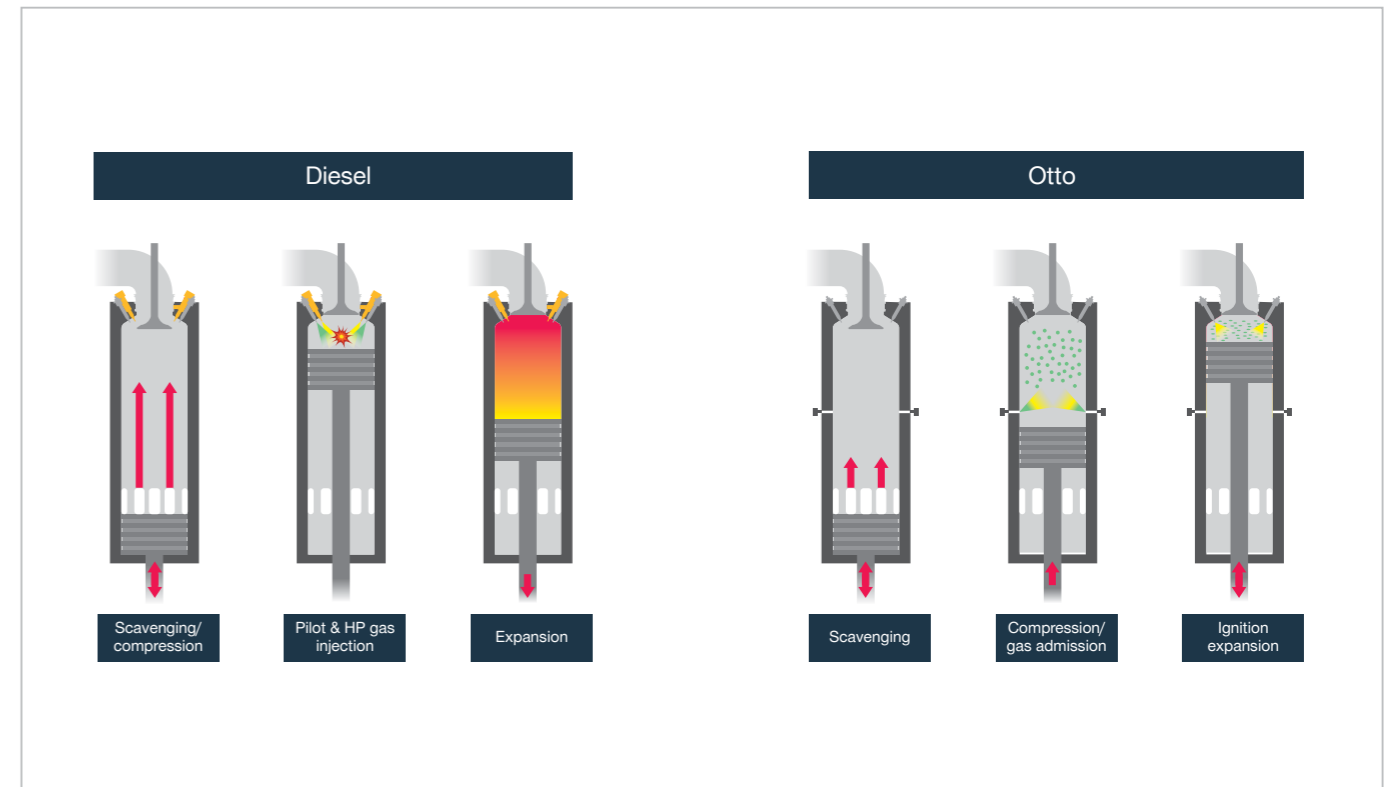 Diesel
Otto
Scavenging/
compression
Pilot & HP gas
injection
Expansion
Scavenging
Compression/
gas admission
Ignition
expansion